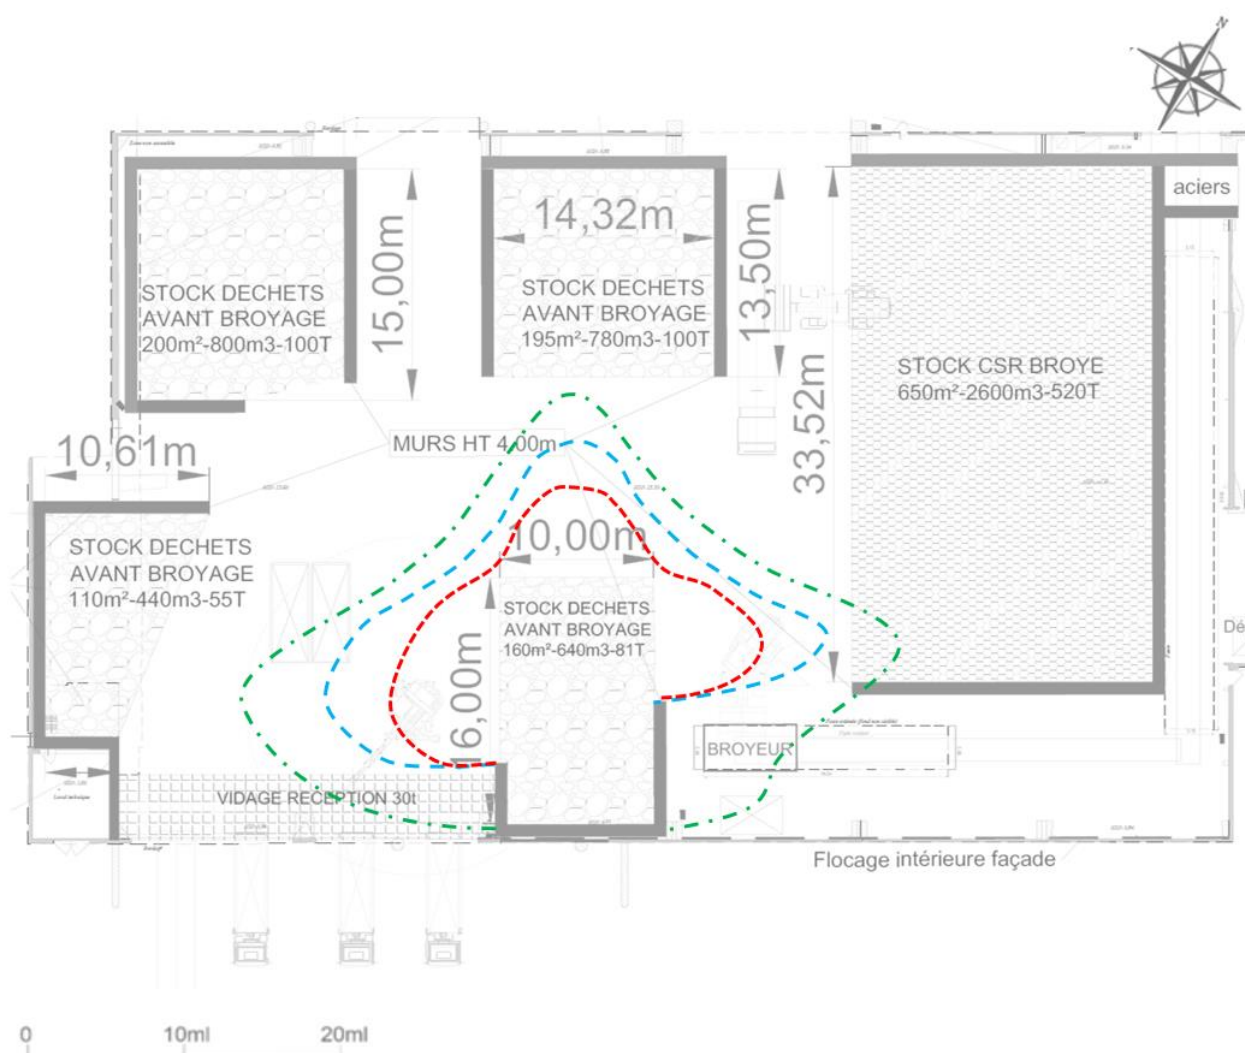 N
aciers
14,32m
15,00m
13,50m
STOCK DECHETS
AVANT BROYAGE
200m²-800m3-100T
STOCK DECHETS
AVANT BROYAGE
195m²-780m3-100T
STOCK CSR BROYE
650m²-2600m3-520T
33,52m
MURS HT 4,00m
10,61m
10,00m
STOCK DECHETS
AVANT BROYAGE
110m²-440m3-55T
STOCK DECHETS
AVANT BROYAGE
160m²-640m3-81T
16,00m
Dé
BROYEUR
VIDAGE RECEPTION 30t
Flocage intérieure façade
0 10ml 20ml